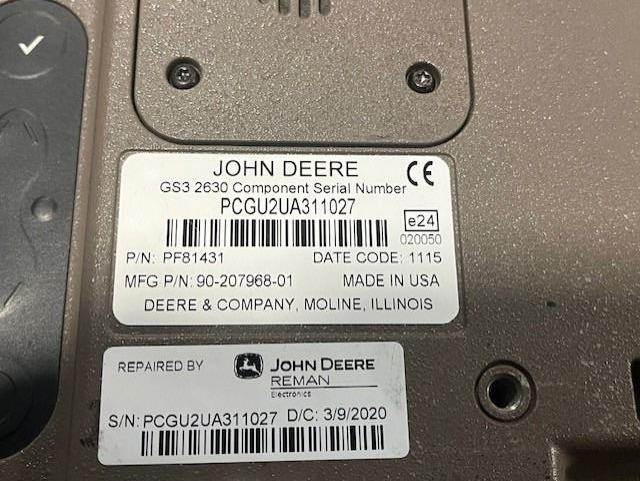 JOHN DEERE
GS3 2630 Component Serial Number
PCGU2UA311027
e24
020050
P/N: PF81431 DATE CODE: 1115
MFG P/N: 90-207968-01 MADE IN USA
DEERE & COMPANY, MOLINE, ILLINOIS
REPAIRED BY JOHN DEERE
REMAN
Electronics
S/N: PCGU2UA311027 D/C: 3/9/2020